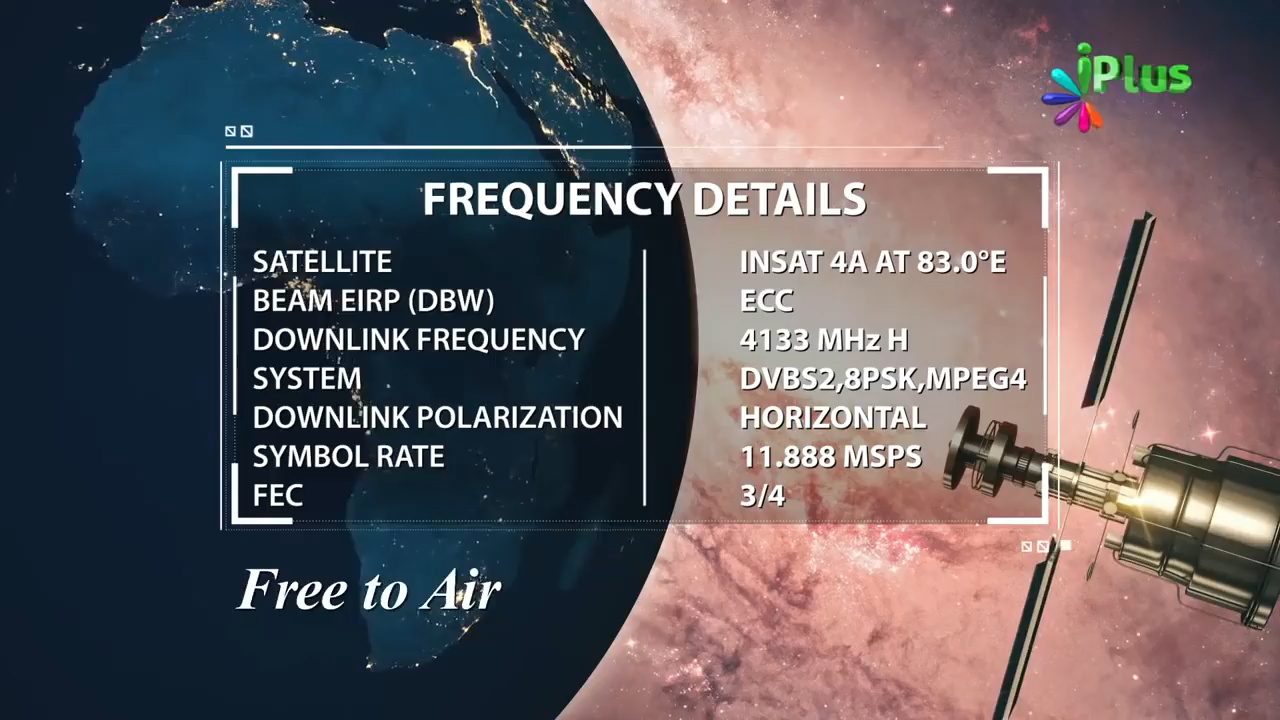 iPlus
FREQUENCY DETAILS
SATELLITE INSAT 4A AT 83.0°E
BEAM EIRP (DBW) ECC
DOWNLINK FREQUENCY 4133 MHz H
SYSTEM DVBS2,8PSK,MPEG4
DOWNLINK POLARIZATION HORIZONTAL
SYMBOL RATE 11.888 MSPS
FEC 3/4
Free to Air